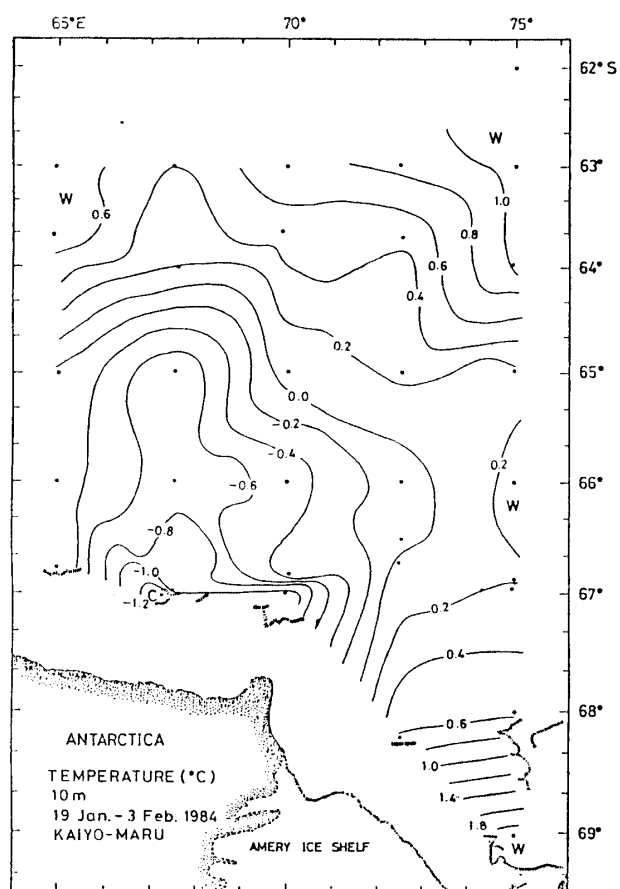 65°E 70° 75°
62°S
W
W
63°
1.0
0.6
0.8
0.6
64°
0.4
0.2
65°
0.0
-0.2
-0.4
0.2
-0.6
66°
W
-0.8
-1.0
C
-1.2
67°
0.2
0.4
68°
0.6
ANTARCTICA
1.0
TEMPERATURE (°C)
10m
1.4
19 Jan. - 3 Feb. 1984
1.8
KAIYO-MARU
AMERY ICE SHELF
W
69°